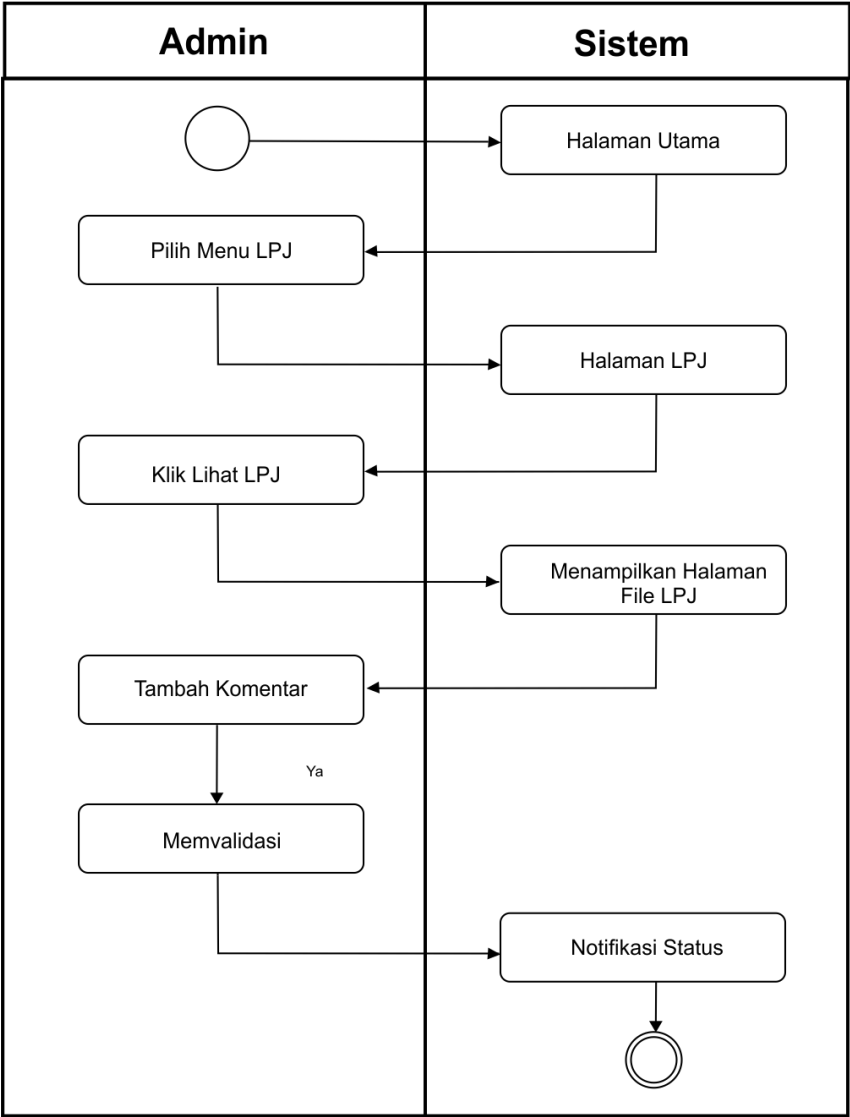 Admin
Sistem
Halaman Utama
Pilih Menu LPJ
Halaman LPJ
Klik Lihat LPJ
Menampilkan Halaman
File LPJ
Tambah Komentar
Ya
Memvalidasi
Notifikasi Status